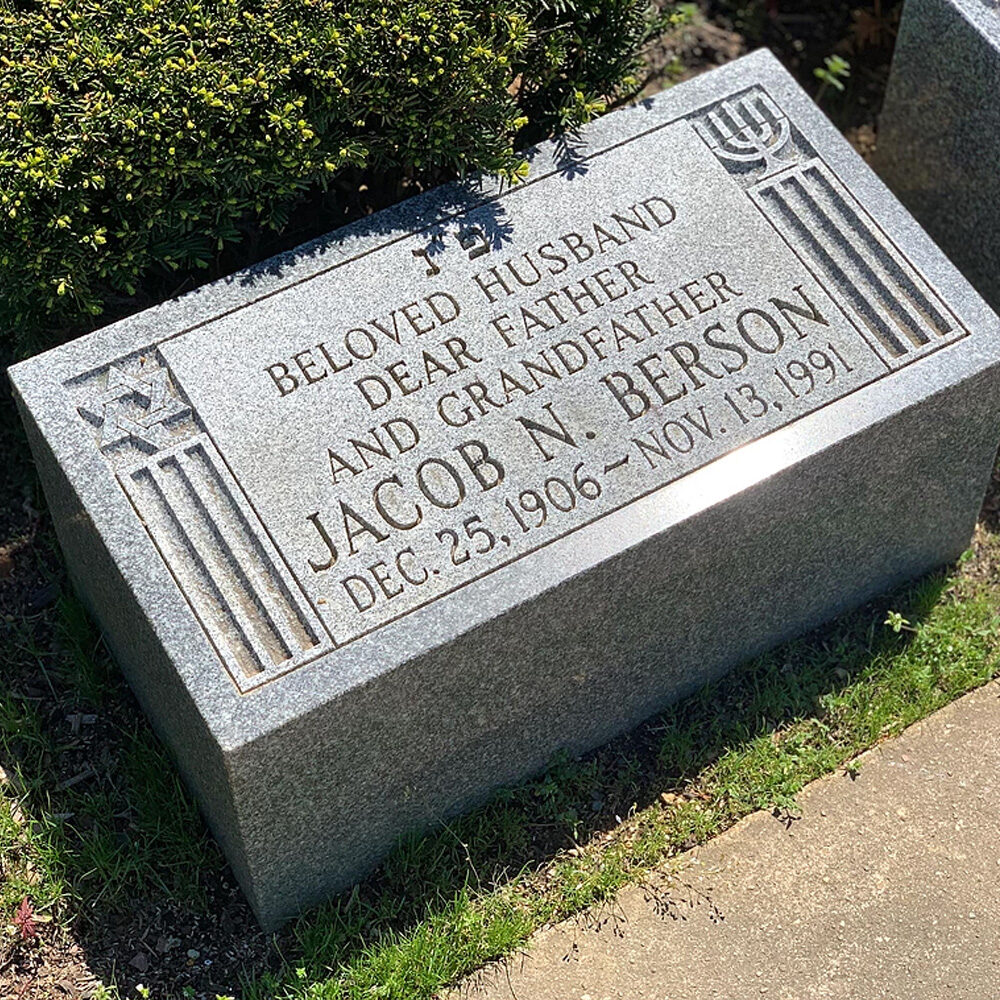 פ נ
BELOVED HUSBAND
DEAR FATHER
AND GRANDFATHER
JACOB N. BERSON
DEC. 25, 1906 – NOV. 13, 1991